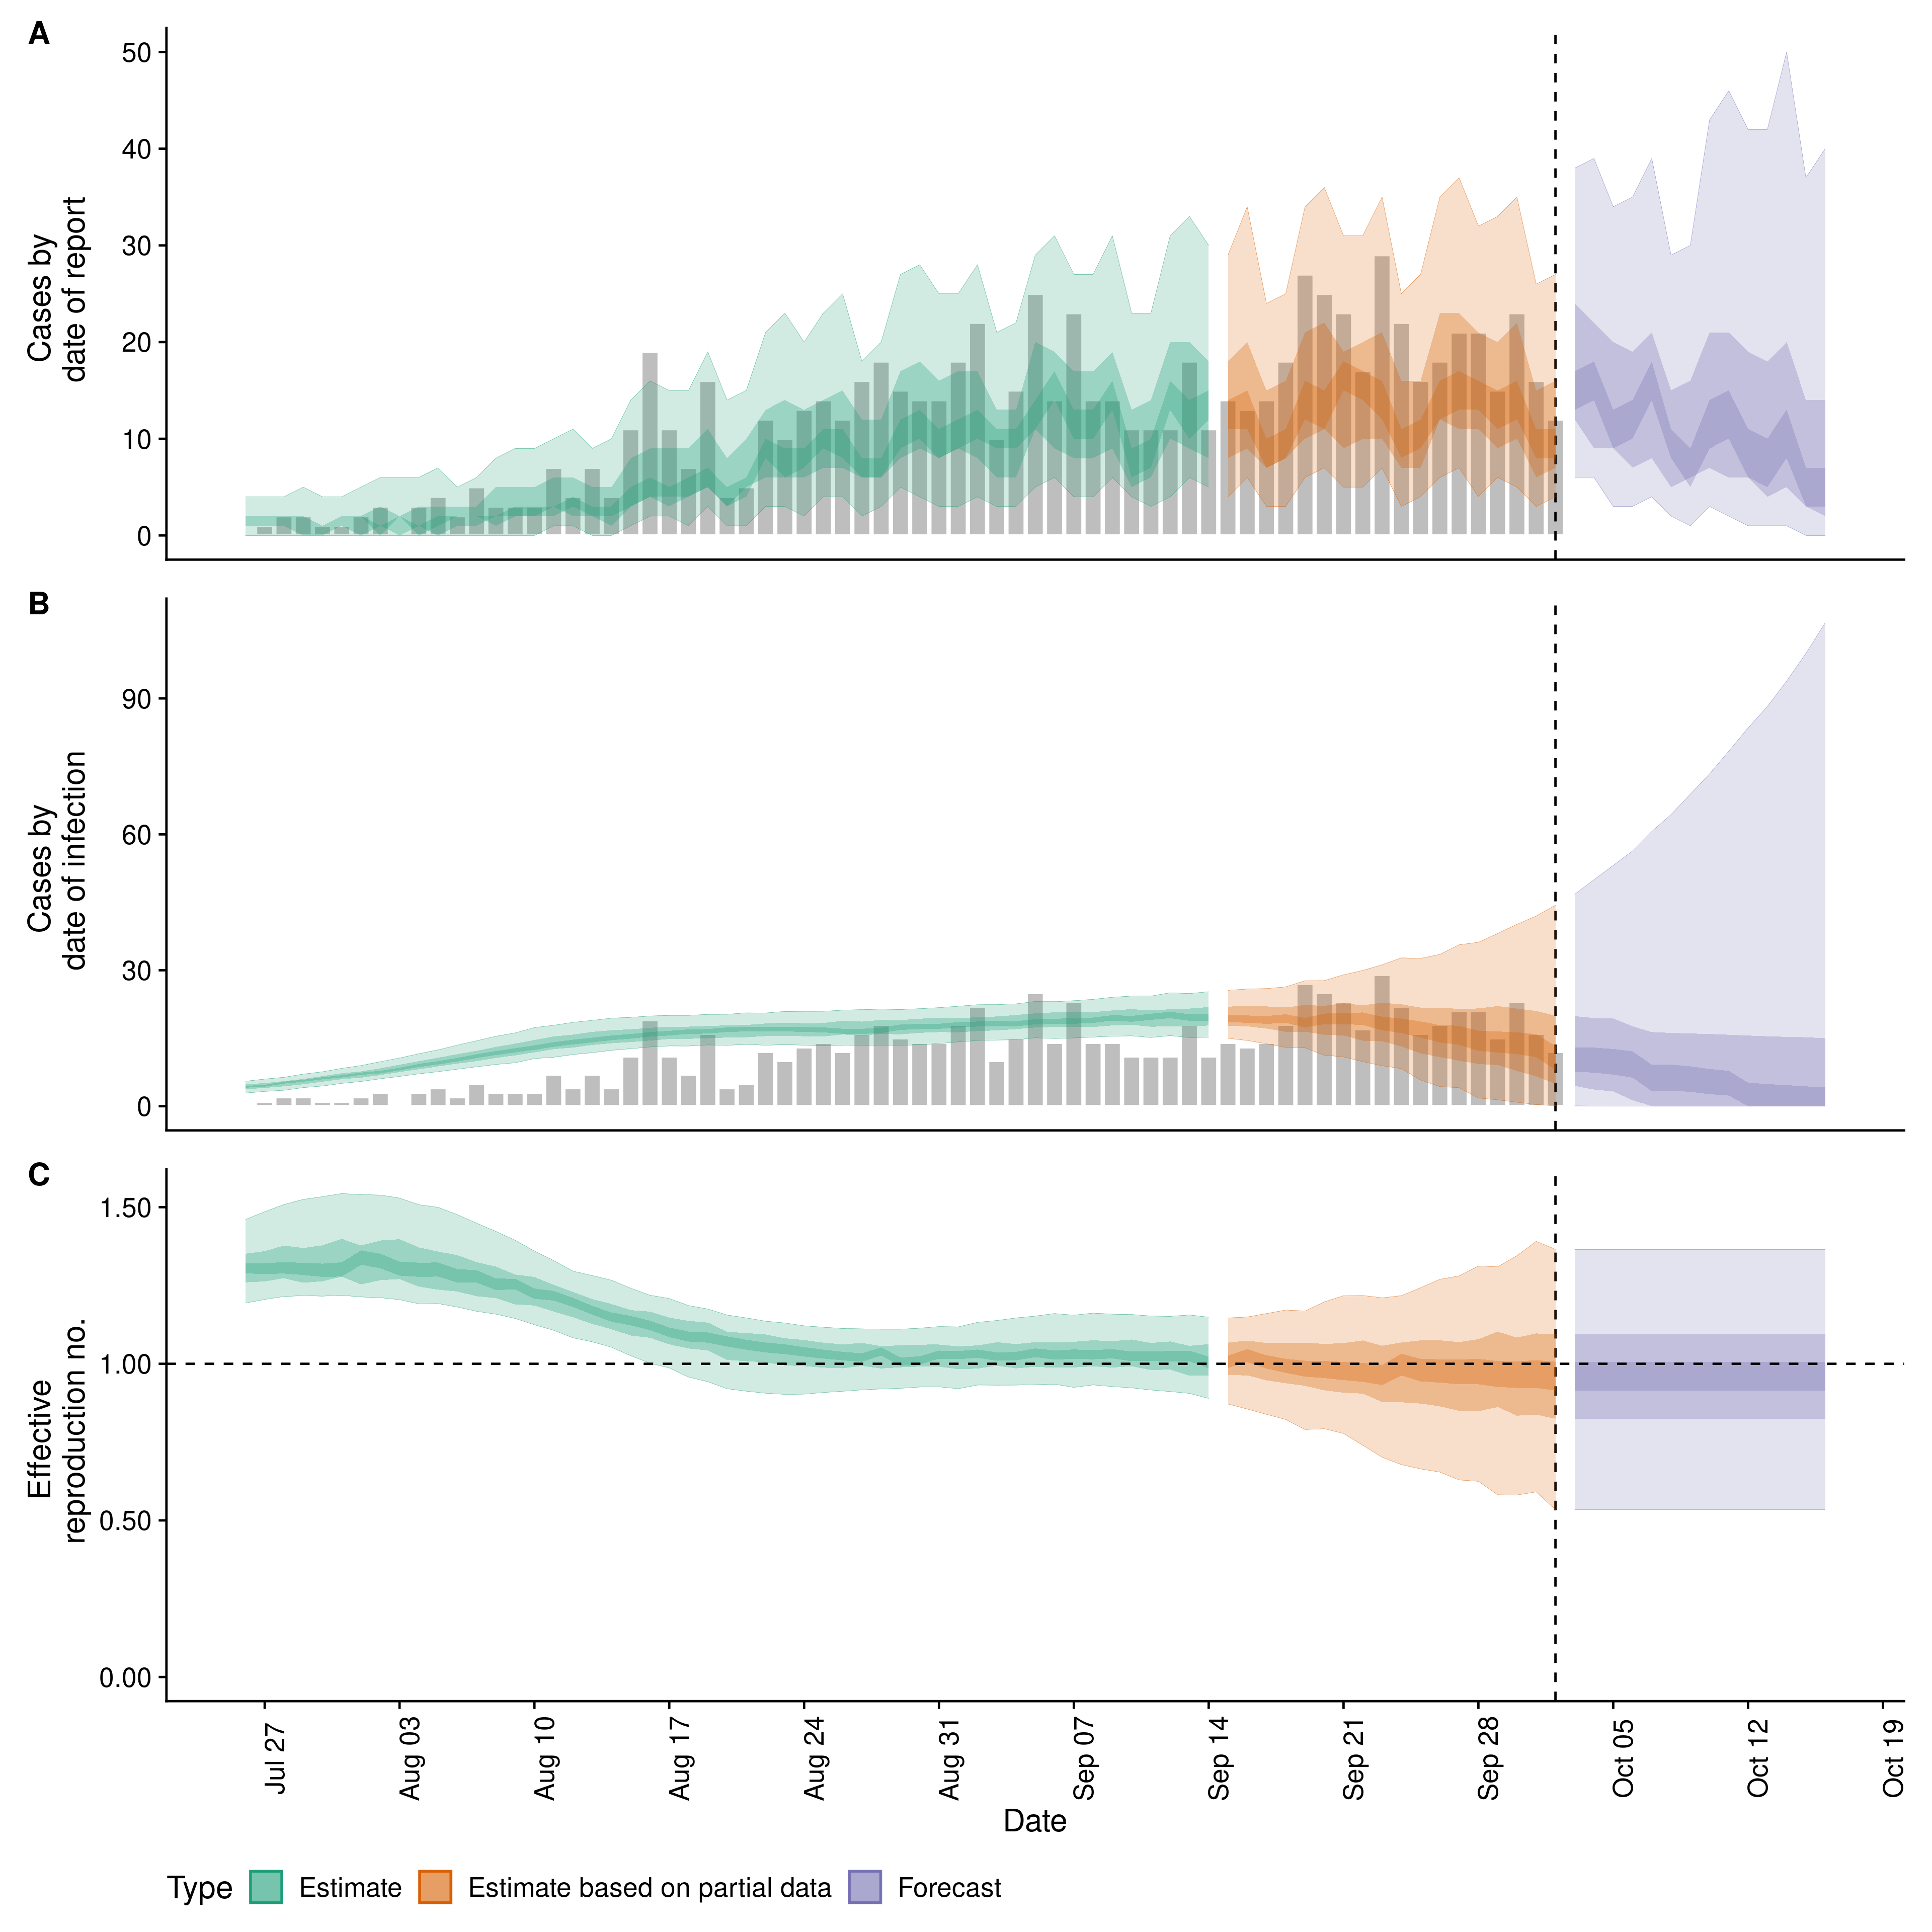 A
50
40
30
20
10
0
Cases by
date of report
B
90
60
30
0
Cases by
date of infection
C
1.50
1.00
0.50
0.00
Effective
reproduction no.
Jul 27
Aug 03
Aug 10
Aug 17
Aug 24
Aug 31
Sep 07
Sep 14
Sep 21
Sep 28
Oct 05
Oct 12
Oct 19
Date
Type Estimate Estimate based on partial data Forecast